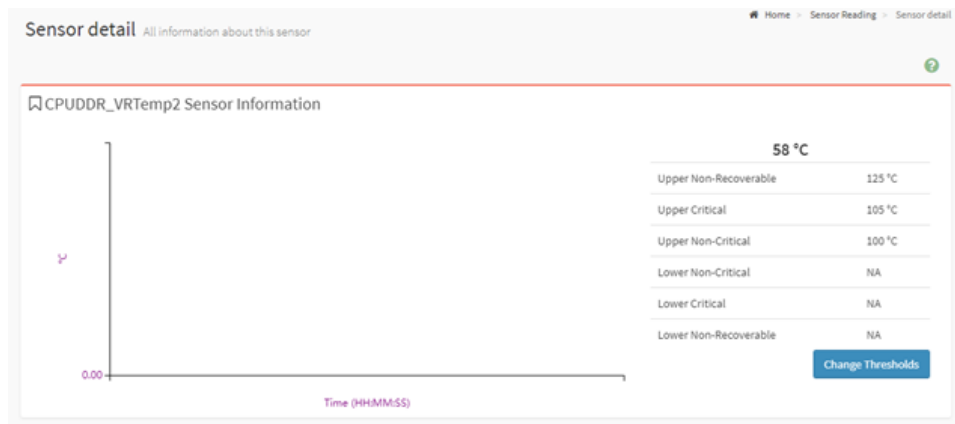 Home > Sensor Reading > Sensor detail
Sensor detail All information about this sensor
CPUDDR_VRTemp2 Sensor Information
58 °C
Upper Non-Recoverable 125 °C
Upper Critical 105 °C
Upper Non-Critical 100 °C
Lower Non-Critical NA
Lower Critical NA
Lower Non-Recoverable NA
Change Thresholds
°C
0.00
Time (HH:MM:SS)